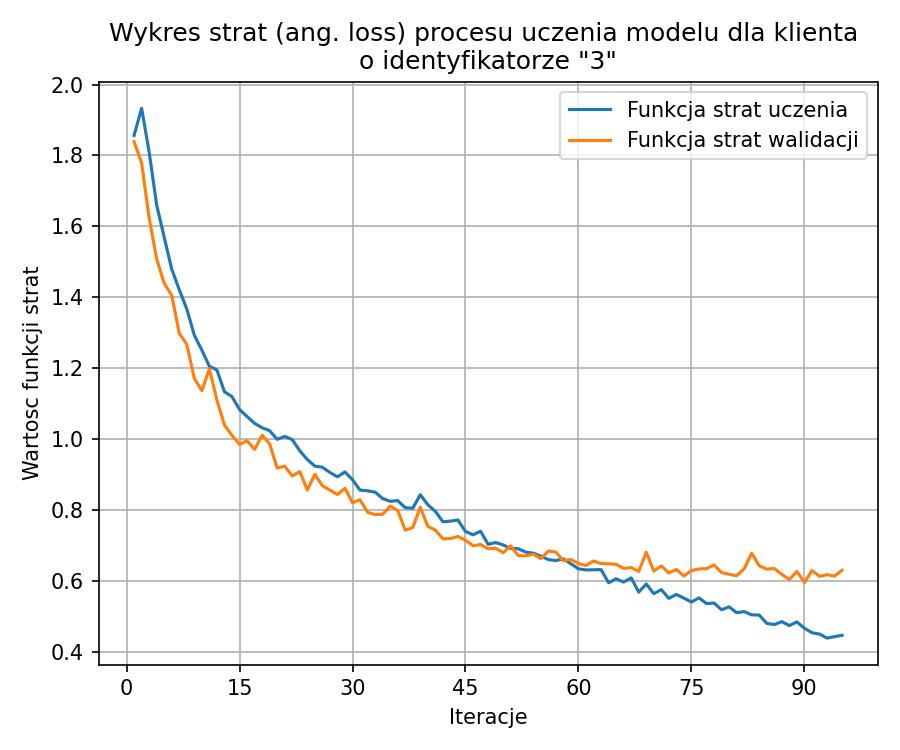 Wykres strat (ang. loss) procesu uczenia modelu dla klienta
o identyfikatorze "3"
Funkcja strat uczenia
Funkcja strat walidacji
Wartosc funkcji strat
2.0
1.8
1.6
1.4
1.2
1.0
0.8
0.6
0.4
0 15 30 45 60 75 90
Iteracje